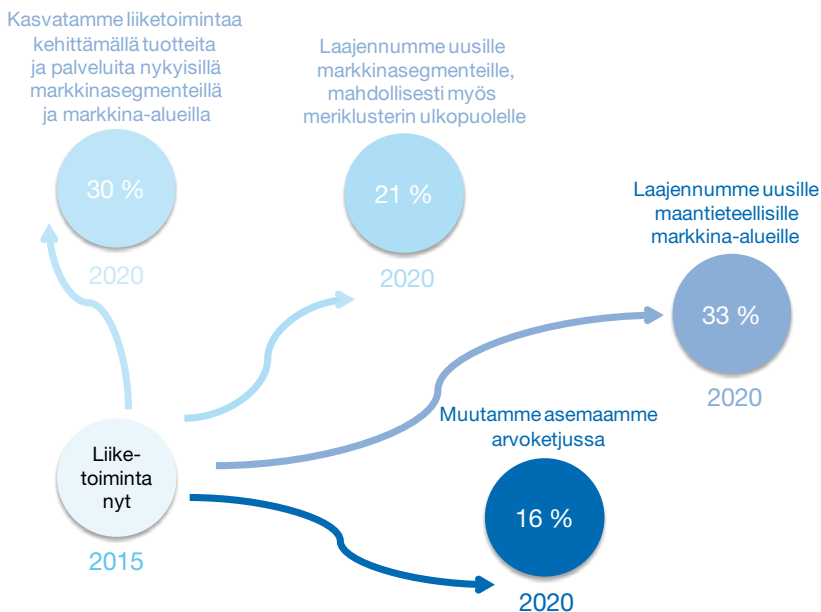 Kasvatamme liiketoimintaa
kehittämällä tuotteita
ja palveluita nykyisillä
markkinasegmenteillä
ja markkina-alueilla
30 %
2020
Laajennumme uusille
markkinasegmenteille,
mahdollisesti myös
meriklusterin ulkopuolelle
21 %
2020
Laajennumme uusille
maantieteellisille
markkina-alueille
33 %
2020
Muutamme asemaamme
arvoketjussa
16 %
2020
Liike-
toiminta
nyt
2015